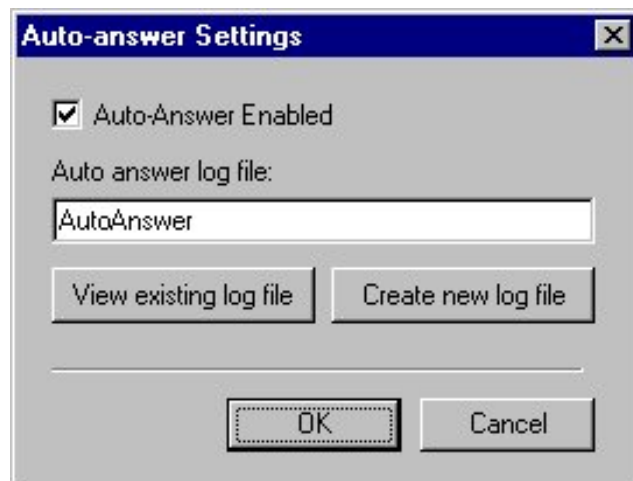 Auto-answer Settings
Auto-Answer Enabled
Auto answer log file:
AutoAnswer
View existing log file Create new log file
OK Cancel